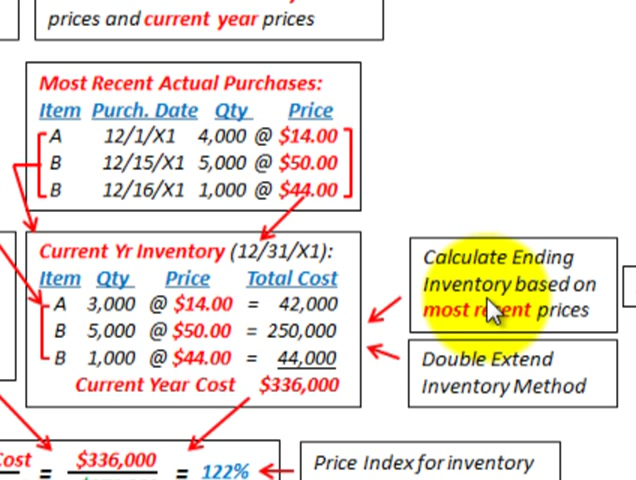 prices and current year prices
Most Recent Actual Purchases:
Item Purch. Date Qty Price
A 12/1/X1 4,000 @ $14.00
B 12/15/X1 5,000 @ $50.00
B 12/16/X1 1,000 @ $44.00
Current Yr Inventory (12/31/X1):
Item Qty Price Total Cost
A 3,000 @ $14.00 = 42,000
B 5,000 @ $50.00 = 250,000
B 1,000 @ $44.00 = 44,000
Current Year Cost $336,000
Calculate Ending
Inventory based on
most recent prices
Double Extend
Inventory Method
Cost = $336,000 = 122%
Price Index for inventory